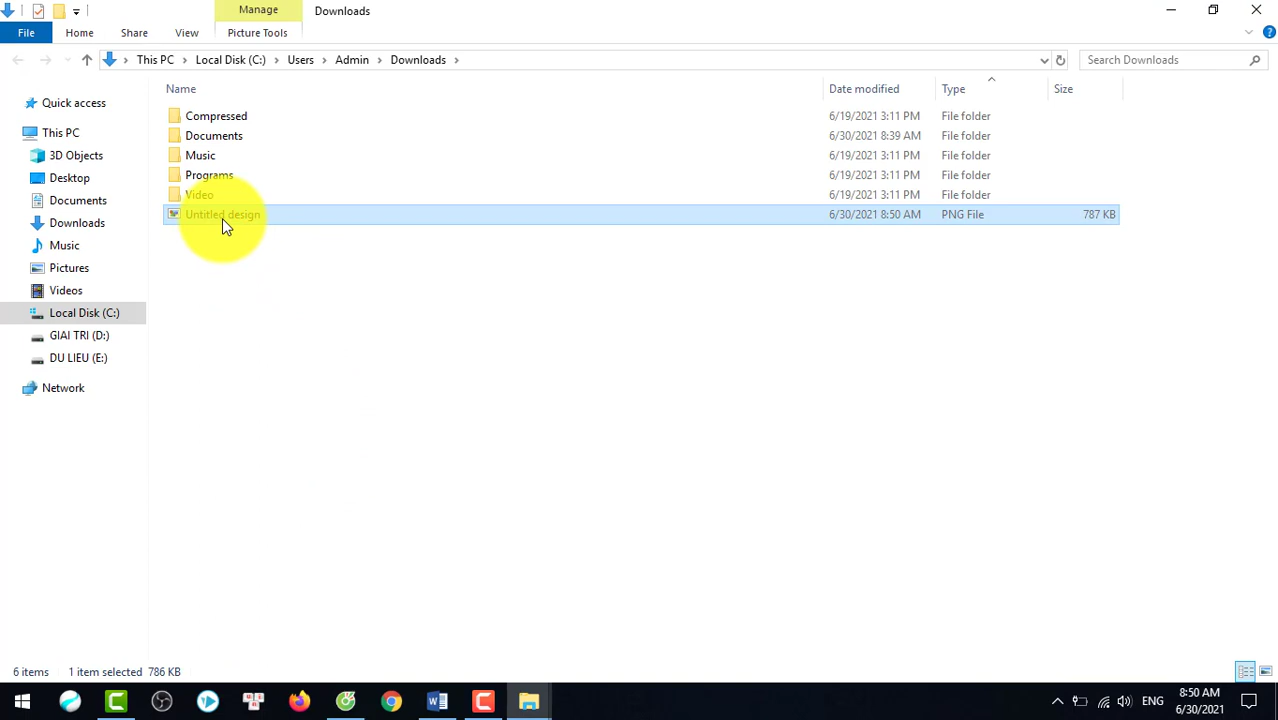 Manage
Downloads
File
Home
Share
View
Picture Tools
This PC
Local Disk (C:)
Users
Admin
Downloads
Search Downloads
Name
Date modified
Type
Size
Compressed
6/19/2021 3:11 PM
File folder
Documents
6/30/2021 8:39 AM
File folder
Music
6/19/2021 3:11 PM
File folder
Programs
6/19/2021 3:11 PM
File folder
Video
6/19/2021 3:11 PM
File folder
Untitled design
6/30/2021 8:50 AM
PNG File
787 KB
Quick access
This PC
3D Objects
Desktop
Documents
Downloads
Music
Pictures
Videos
Local Disk (C:)
GIAI TRI (D:)
DU LIEU (E:)
Network
6 items
1 item selected 786 KB
ENG
8:50 AM
6/30/2021